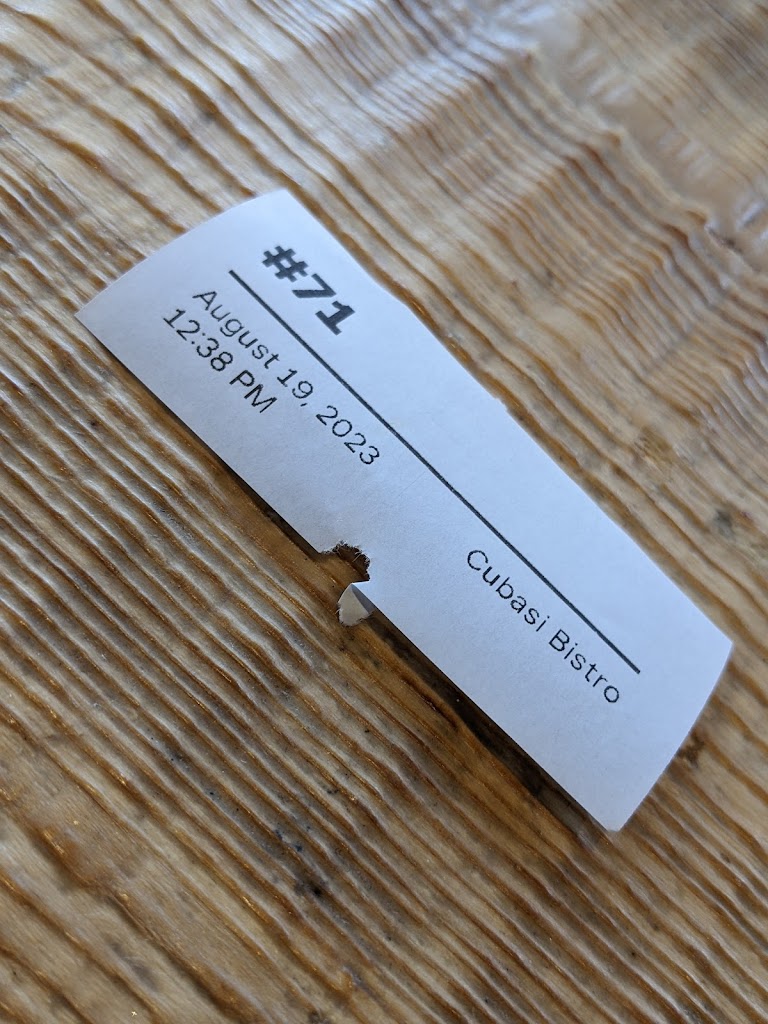 #71
August 19, 2023
12:38 PM
Cubasi Bistro